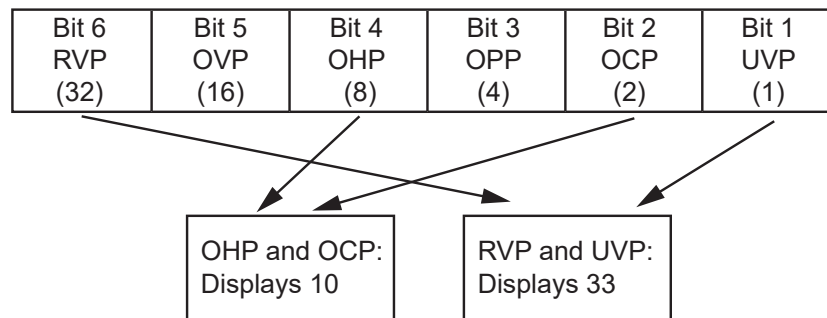 Bit 6 Bit 5 Bit 4 Bit 3 Bit 2 Bit 1
RVP OVP OHP OPP OCP UVP
(32) (16) (8) (4) (2) (1)
OHP and OCP:
Displays 10
RVP and UVP:
Displays 33